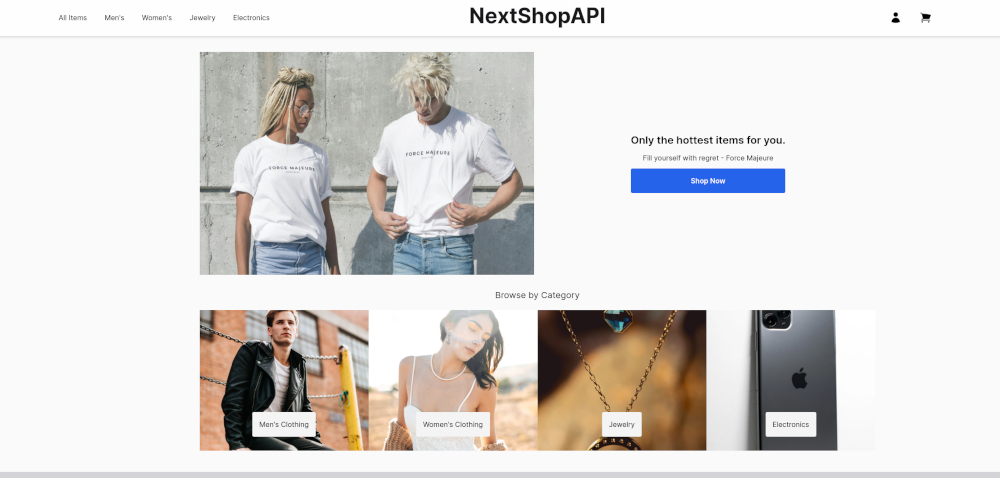 All Items
Men's
Women's
Jewelry
Electronics
NextShopAPI
FORCE MAJEURE
FORCE MAJEURE
Only the hottest items for you.
Fill yourself with regret - Force Majeure
Shop Now
Browse by Category
Men's Clothing
Women's Clothing
Jewelry
Electronics